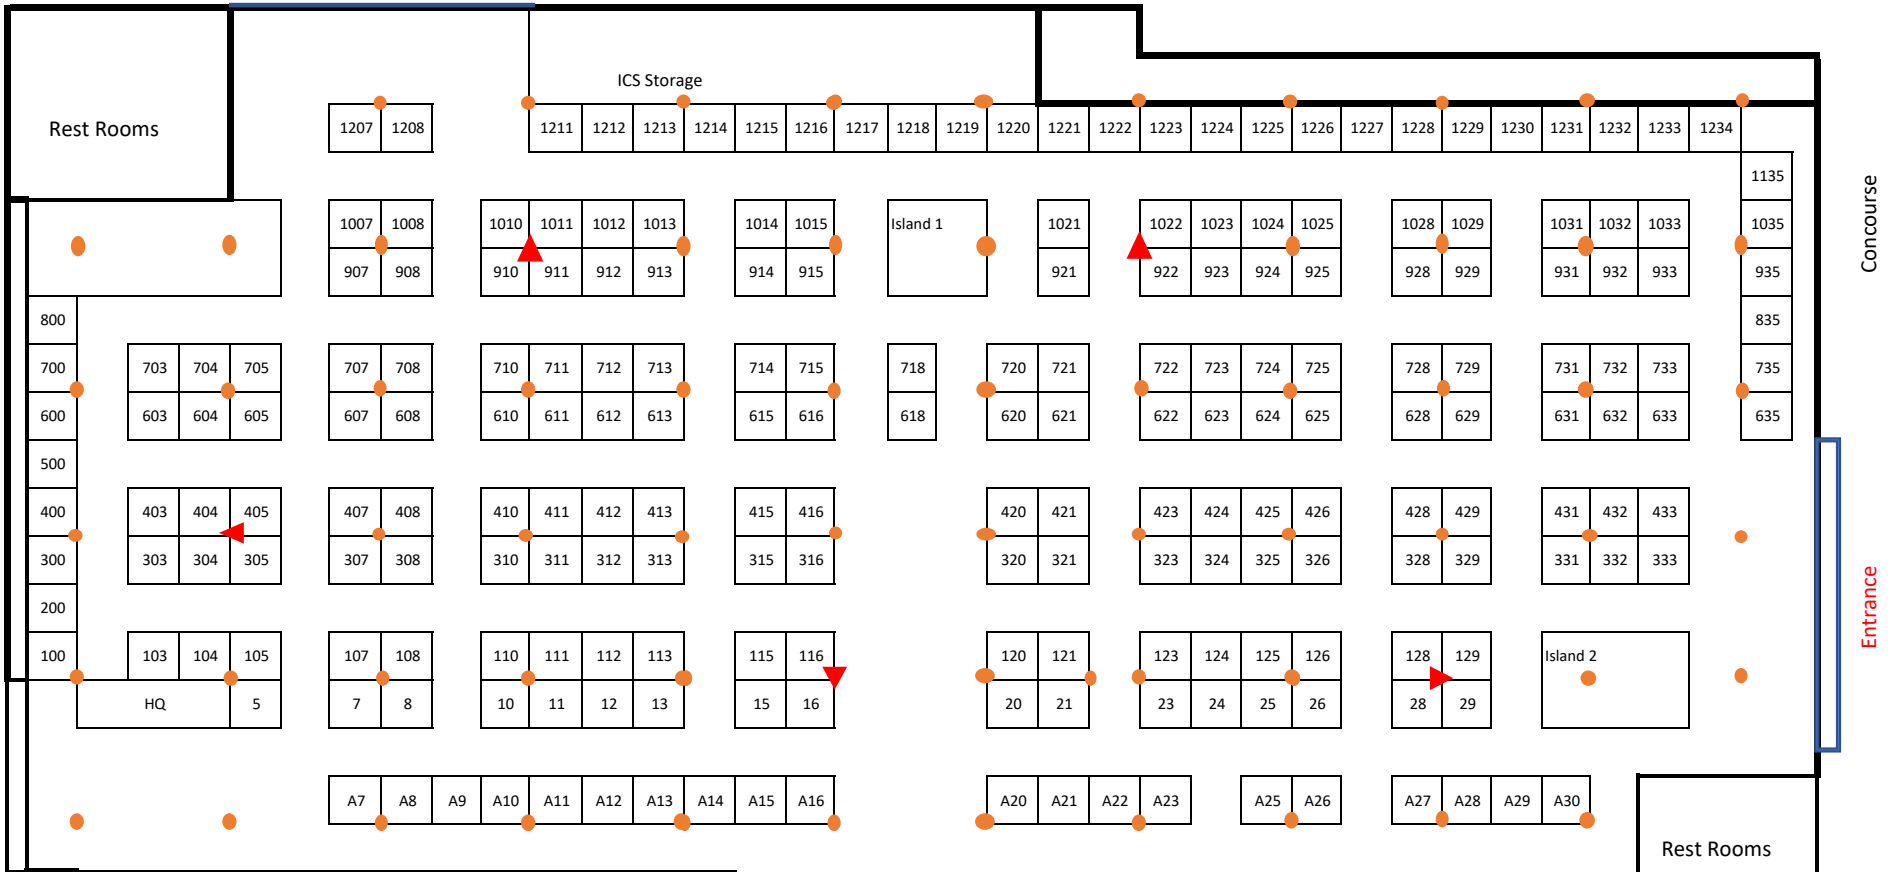 ICS Storage
Rest Rooms
1207 1208 1211 1212 1213 1214 1215 1216 1217 1218 1219 1220 1221 1222 1223 1224 1225 1226 1227 1228 1229 1230 1231 1232 1233 1234
1135
1007 1008 1010 1011 1012 1013 1014 1015 Island 1 1021 1022 1023 1024 1025 1028 1029 1031 1032 1033 1035
Concourse
907 908 910 911 912 913 914 915 921 922 923 924 925 928 929 931 932 933 935
800 835
700 703 704 705 707 708 710 711 712 713 714 715 718 720 721 722 723 724 725 728 729 731 732 733 735
600 603 604 605 607 608 610 611 612 613 615 616 618 620 621 622 623 624 625 628 629 631 632 633 635
500
400 403 404 405 407 408 410 411 412 413 415 416 420 421 423 424 425 426 428 429 431 432 433
300 303 304 305 307 308 310 311 312 313 315 316 320 321 323 324 325 326 328 329 331 332 333
200
Entrance
100 103 104 105 107 108 110 111 112 113 115 116 120 121 123 124 125 126 128 129 Island 2
HQ 5 7 8 10 11 12 13 15 16 20 21 23 24 25 26 28 29
A7 A8 A9 A10 A11 A12 A13 A14 A15 A16 A20 A21 A22 A23 A25 A26 A27 A28 A29 A30
Rest Rooms